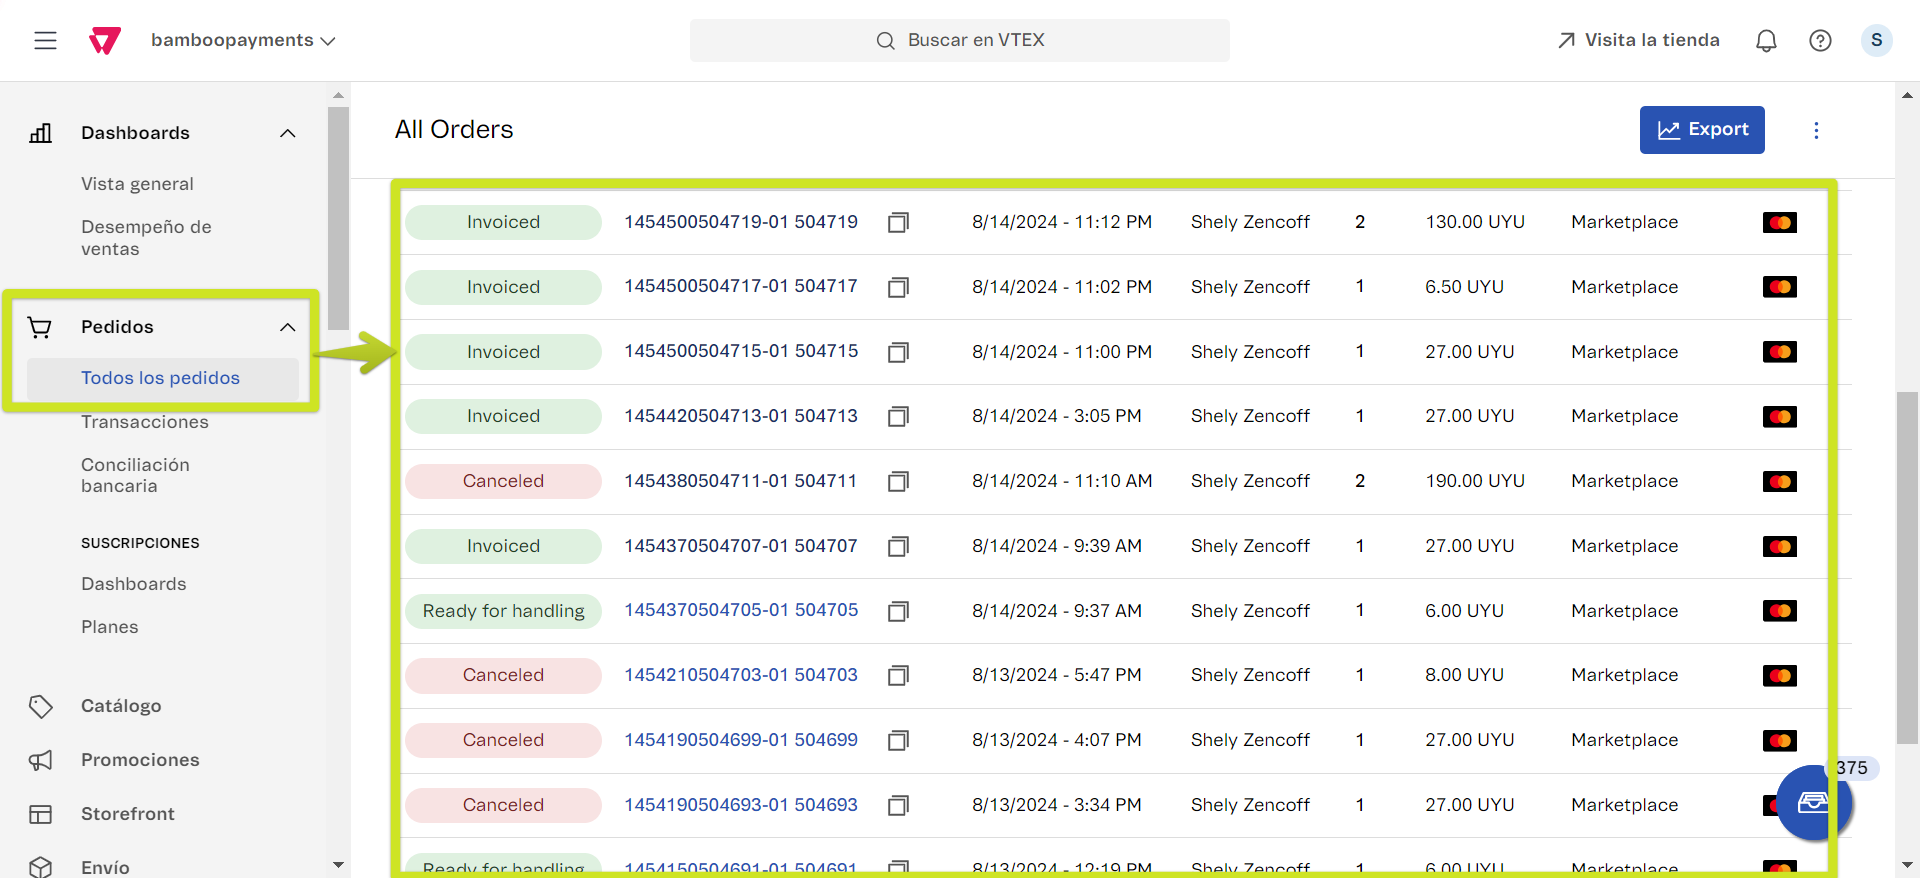 bamboopayments
Buscar en VTEX
Visita la tienda
S
Dashboards
Vista general
Desempeño de
ventas
Pedidos
Todos los pedidos
Transacciones
Conciliación
bancaria
SUSCRIPCIONES
Dashboards
Planes
Catálogo
Promociones
Storefront
Envío
All Orders
Export
Invoiced 1454500504719-01 504719 8/14/2024 - 11:12 PM Shely Zencoff 2 130.00 UYU Marketplace
Invoiced 1454500504717-01 504717 8/14/2024 - 11:02 PM Shely Zencoff 1 6.50 UYU Marketplace
Invoiced 1454500504715-01 504715 8/14/2024 - 11:00 PM Shely Zencoff 1 27.00 UYU Marketplace
Invoiced 1454420504713-01 504713 8/14/2024 - 3:05 PM Shely Zencoff 1 27.00 UYU Marketplace
Canceled 1454380504711-01 504711 8/14/2024 - 11:10 AM Shely Zencoff 2 190.00 UYU Marketplace
Invoiced 1454370504707-01 504707 8/14/2024 - 9:39 AM Shely Zencoff 1 27.00 UYU Marketplace
Ready for handling 1454370504705-01 504705 8/14/2024 - 9:37 AM Shely Zencoff 1 6.00 UYU Marketplace
Canceled 1454210504703-01 504703 8/13/2024 - 5:47 PM Shely Zencoff 1 8.00 UYU Marketplace
Canceled 1454190504699-01 504699 8/13/2024 - 4:07 PM Shely Zencoff 1 27.00 UYU Marketplace
375
Canceled 1454190504693-01 504693 8/13/2024 - 3:34 PM Shely Zencoff 1 27.00 UYU Marketplace
Ready for handling 1454150504691-01 504691 8/13/2024 - 12:19 PM Shely Zencoff 1 6.00 UYU Marketplace